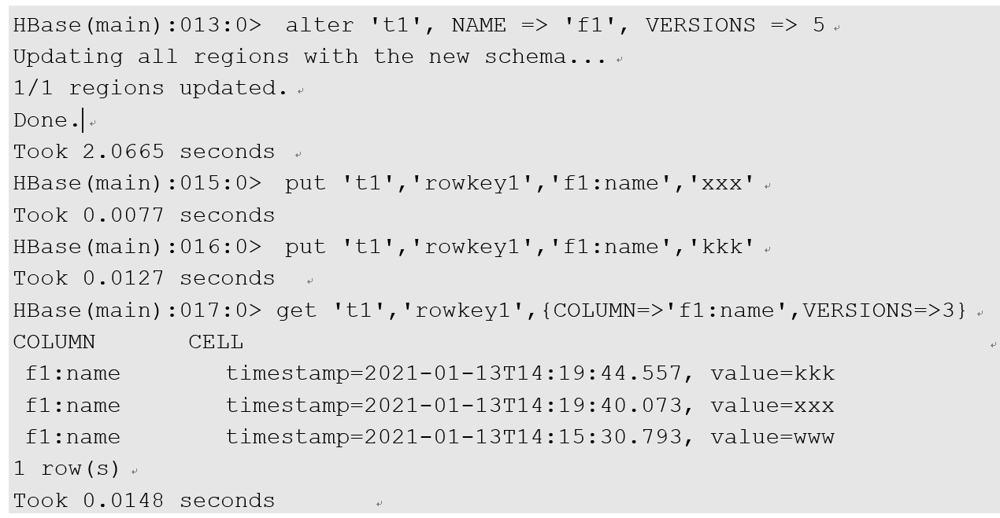 HBase(main):013:0>  alter 't1', NAME => 'f1', VERSIONS => 5
Updating all regions with the new schema...
1/1 regions updated.
Done.
Took 2.0665 seconds
HBase(main):015:0>  put 't1','rowkey1','f1:name','xxx'
Took 0.0077 seconds
HBase(main):016:0>  put 't1','rowkey1','f1:name','kkk'
Took 0.0127 seconds
HBase(main):017:0> get 't1','rowkey1',{COLUMN=>'f1:name',VERSIONS=>3}
COLUMN          CELL
 f1:name           timestamp=2021-01-13T14:19:44.557, value=kkk
 f1:name           timestamp=2021-01-13T14:19:40.073, value=xxx
 f1:name           timestamp=2021-01-13T14:15:30.793, value=www
1 row(s)
Took 0.0148 seconds